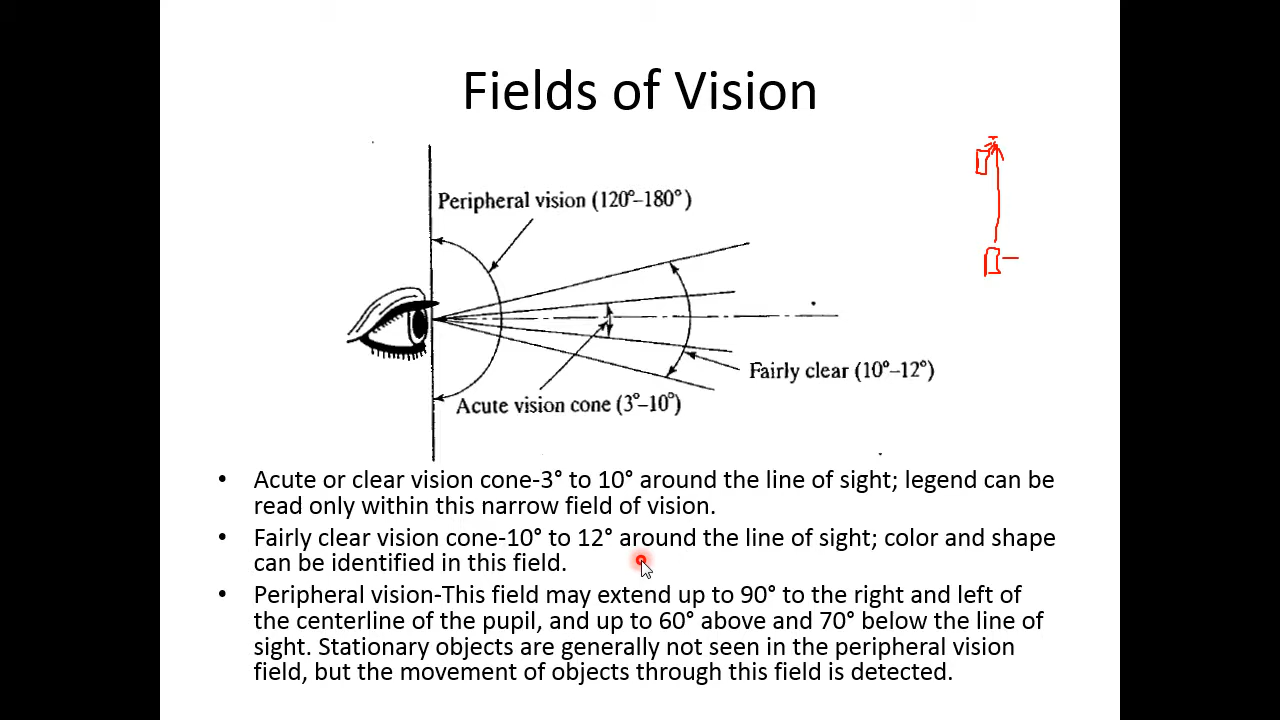 Fields of Vision
Peripheral vision (120°–180°)
Fairly clear (10°–12°)
Acute vision cone (3°–10°)
• Acute or clear vision cone-3° to 10° around the line of sight; legend can be
read only within this narrow field of vision.
• Fairly clear vision cone-10° to 12° around the line of sight; color and shape
can be identified in this field.
• Peripheral vision-This field may extend up to 90° to the right and left of
the centerline of the pupil, and up to 60° above and 70° below the line of
sight. Stationary objects are generally not seen in the peripheral vision
field, but the movement of objects through this field is detected.